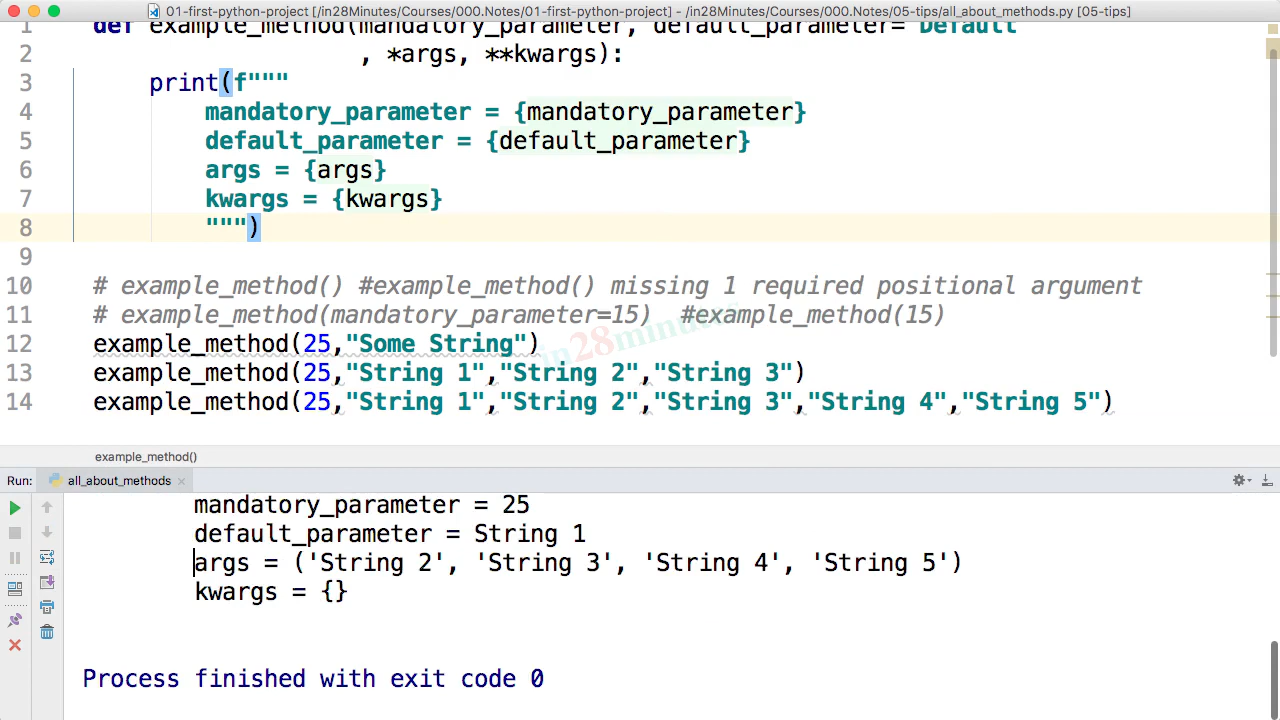 01-first-python-project [/in28Minutes/Courses/000.Notes/01-first-python-project] - /in28Minutes/Courses/000.Notes/05-tips/all_about_methods.py [05-tips]
1 def example_method(mandatory_parameter, default_parameter= Default
2 , *args, **kwargs):
3 print(f"""
4 mandatory_parameter = {mandatory_parameter}
5 default_parameter = {default_parameter}
6 args = {args}
7 kwargs = {kwargs}
8 """)
9
10 # example_method() #example_method() missing 1 required positional argument
11 # example_method(mandatory_parameter=15)  #example_method(15)
12 example_method(25,"Some String")
in28minutes
13 example_method(25,"String 1","String 2","String 3")
14 example_method(25,"String 1","String 2","String 3","String 4","String 5")
example_method()
Run: all_about_methods
mandatory_parameter = 25
default_parameter = String 1
args = ('String 2', 'String 3', 'String 4', 'String 5')
kwargs = {}
Process finished with exit code 0